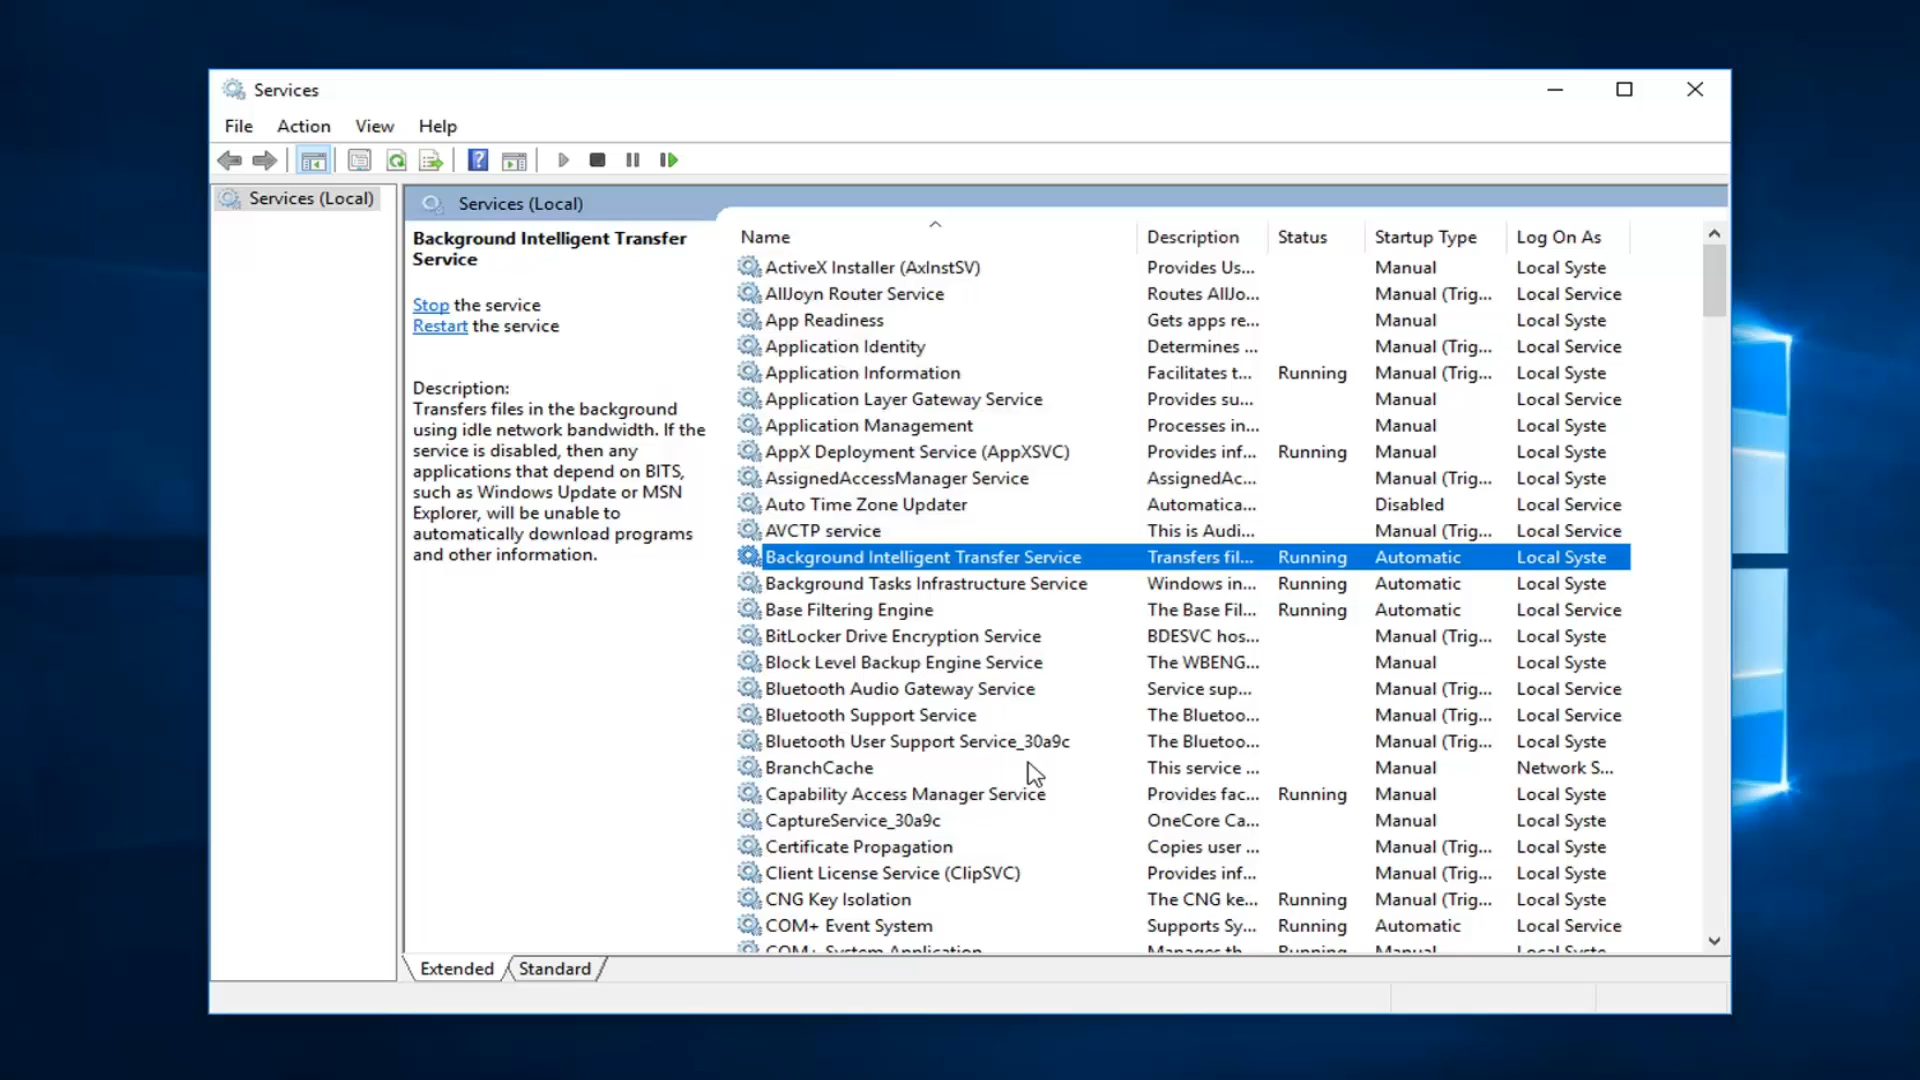 Services
File Action View Help
Services (Local)
Services (Local)
Background Intelligent Transfer
Service
Stop the service
Restart the service
Description:
Transfers files in the background
using idle network bandwidth. If the
service is disabled, then any
applications that depend on BITS,
such as Windows Update or MSN
Explorer, will be unable to
automatically download programs
and other information.
Name Description Status Startup Type Log On As
ActiveX Installer (AxInstSV) Provides Us... Manual Local Syste
AllJoyn Router Service Routes AllJo... Manual (Trig... Local Service
App Readiness Gets apps re... Manual Local Syste
Application Identity Determines ... Manual (Trig... Local Service
Application Information Facilitates t... Running Manual (Trig... Local Syste
Application Layer Gateway Service Provides su... Manual Local Service
Application Management Processes in... Manual Local Syste
AppX Deployment Service (AppXSVC) Provides inf... Running Manual Local Syste
AssignedAccessManager Service AssignedAc... Manual (Trig... Local Syste
Auto Time Zone Updater Automatica... Disabled Local Service
AVCTP service This is Audi... Manual (Trig... Local Service
Background Intelligent Transfer Service Transfers fil... Running Automatic Local Syste
Background Tasks Infrastructure Service Windows in... Running Automatic Local Syste
Base Filtering Engine The Base Fil... Running Automatic Local Service
BitLocker Drive Encryption Service BDESVC hos... Manual (Trig... Local Syste
Block Level Backup Engine Service The WBENG... Manual Local Syste
Bluetooth Audio Gateway Service Service sup... Manual (Trig... Local Service
Bluetooth Support Service The Bluetoo... Manual (Trig... Local Service
Bluetooth User Support Service_30a9c The Bluetoo... Manual (Trig... Local Syste
BranchCache This service ... Manual Network S...
Capability Access Manager Service Provides fac... Running Manual Local Syste
CaptureService_30a9c OneCore Ca... Manual Local Syste
Certificate Propagation Copies user ... Manual (Trig... Local Syste
Client License Service (ClipSVC) Provides inf... Manual (Trig... Local Syste
CNG Key Isolation The CNG ke... Running Manual (Trig... Local Syste
COM+ Event System Supports Sy... Running Automatic Local Service
COM+ System Application Manages th... Running Manual Local Syste
Extended Standard